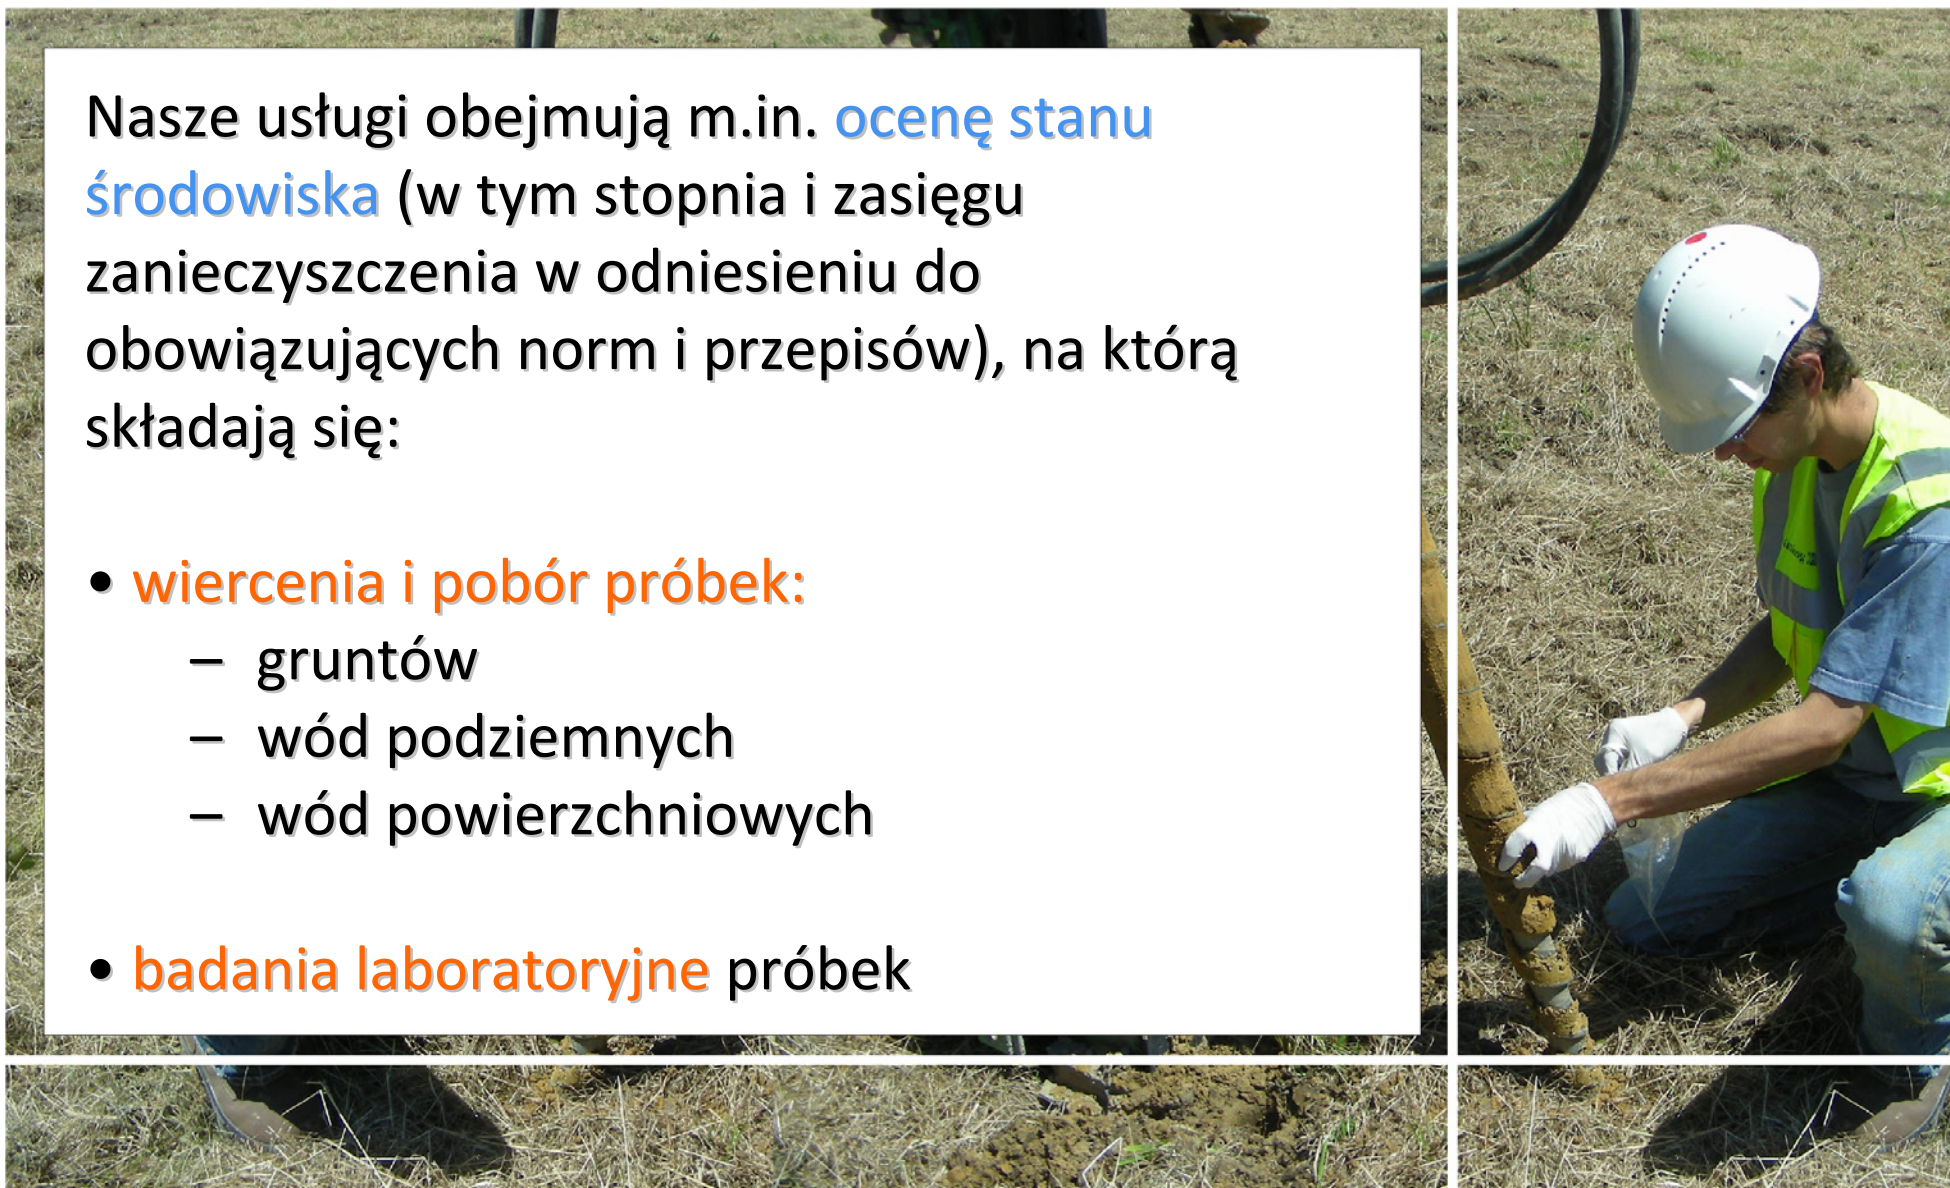 Nasze usługi obejmują m.in. ocenę stanu
środowiska (w tym stopnia i zasięgu
zanieczyszczenia w odniesieniu do
obowiązujących norm i przepisów), na którą
składają się:
• wiercenia i pobór próbek:
– gruntów
– wód podziemnych
– wód powierzchniowych
• badania laboratoryjne próbek